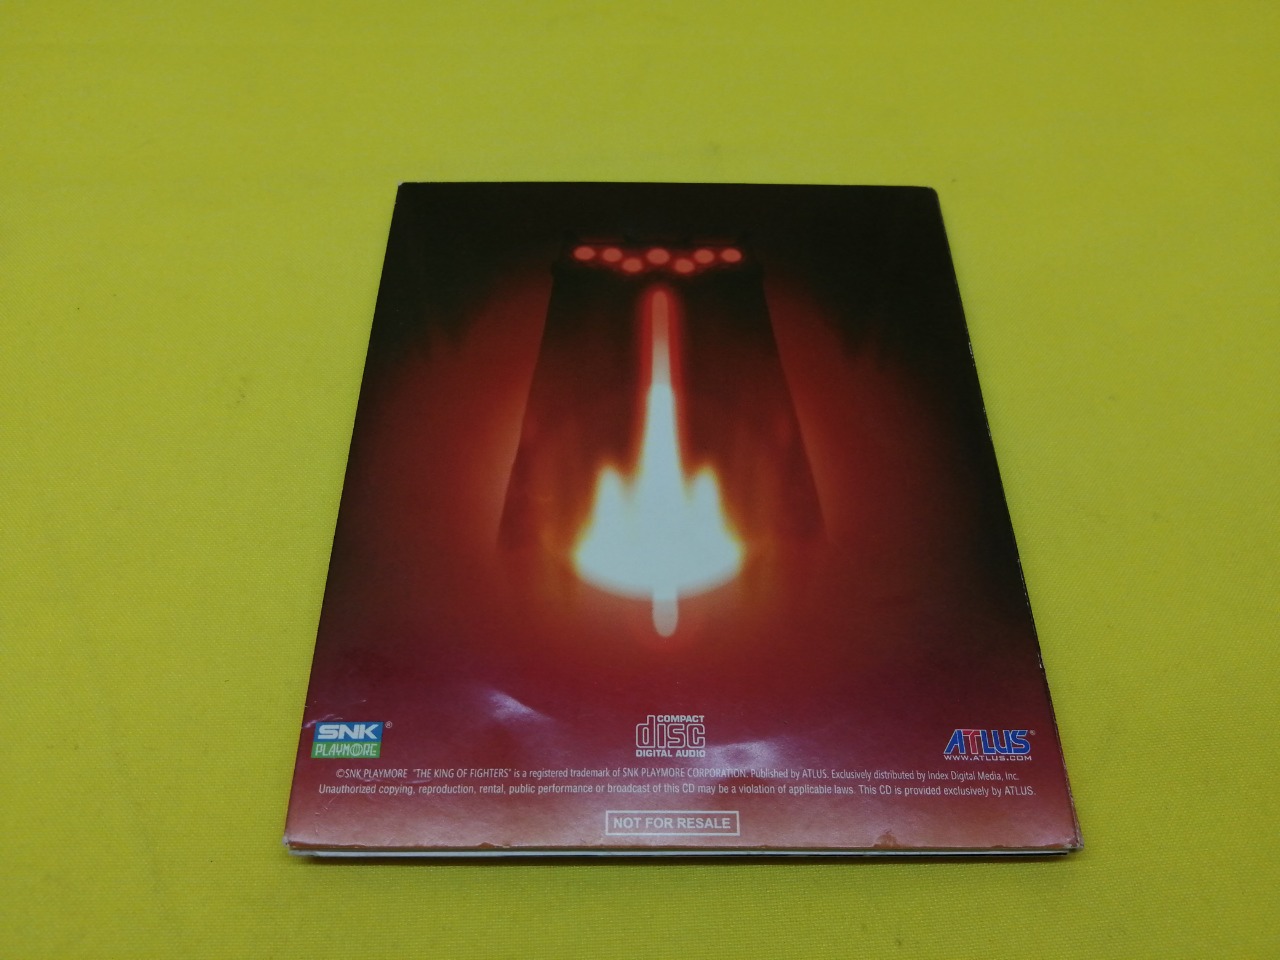 SNK®
PLAYMORE
COMPACT
disc
DIGITAL AUDIO
ATLUS®
WWW.ATLUS.COM
©SNK PLAYMORE "THE KING OF FIGHTERS" is a registered trademark of SNK PLAYMORE CORPORATION. Published by ATLUS. Exclusively distributed by Index Digital Media, Inc.
Unauthorized copying, reproduction, rental, public performance or broadcast of this CD may be a violation of applicable laws. This CD is provided exclusively by ATLUS.
NOT FOR RESALE